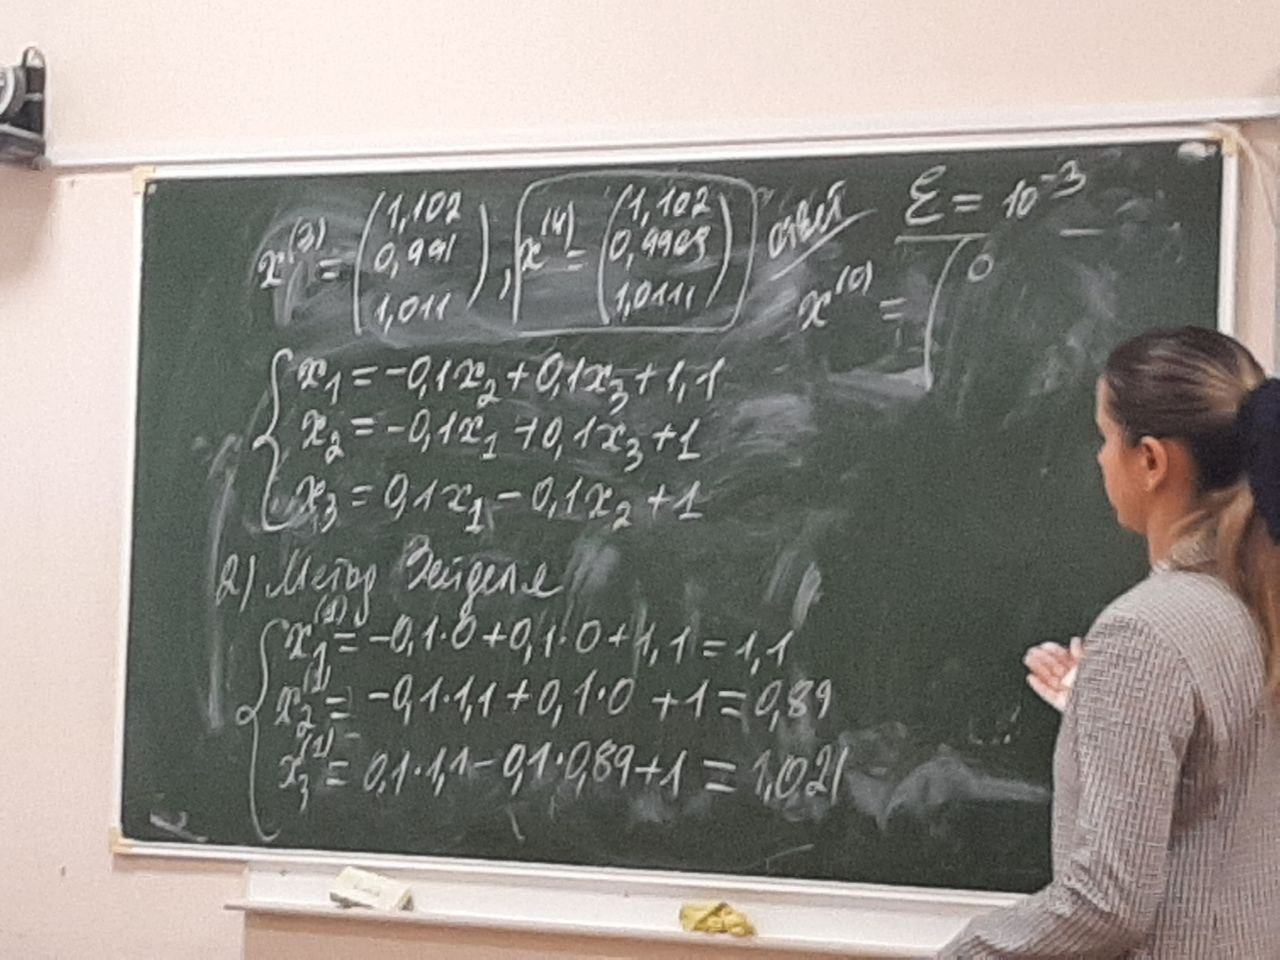 x⁽³⁾ = (1,102 0,991 1,011), x⁽⁴⁾ = (1,102 1,0111) ответ
ε = 10⁻³
x⁽⁰⁾ = (0
x₁ = -0,1x₂ + 0,1x₃ + 1,1
x₂ = -0,1x₁ + 0,1x₃ + 1
x₃ = 0,1x₁ - 0,1x₂ + 1
2) Метод Зейделя
x₁⁽¹⁾ = -0,1·0 + 0,1·0 + 1,1 = 1,1
x₂⁽¹⁾ = -0,1·1,1 + 0,1·0 + 1 = 0,89
x₃⁽¹⁾ = 0,1·1,1 - 0,1·0,89 + 1 = 1,021